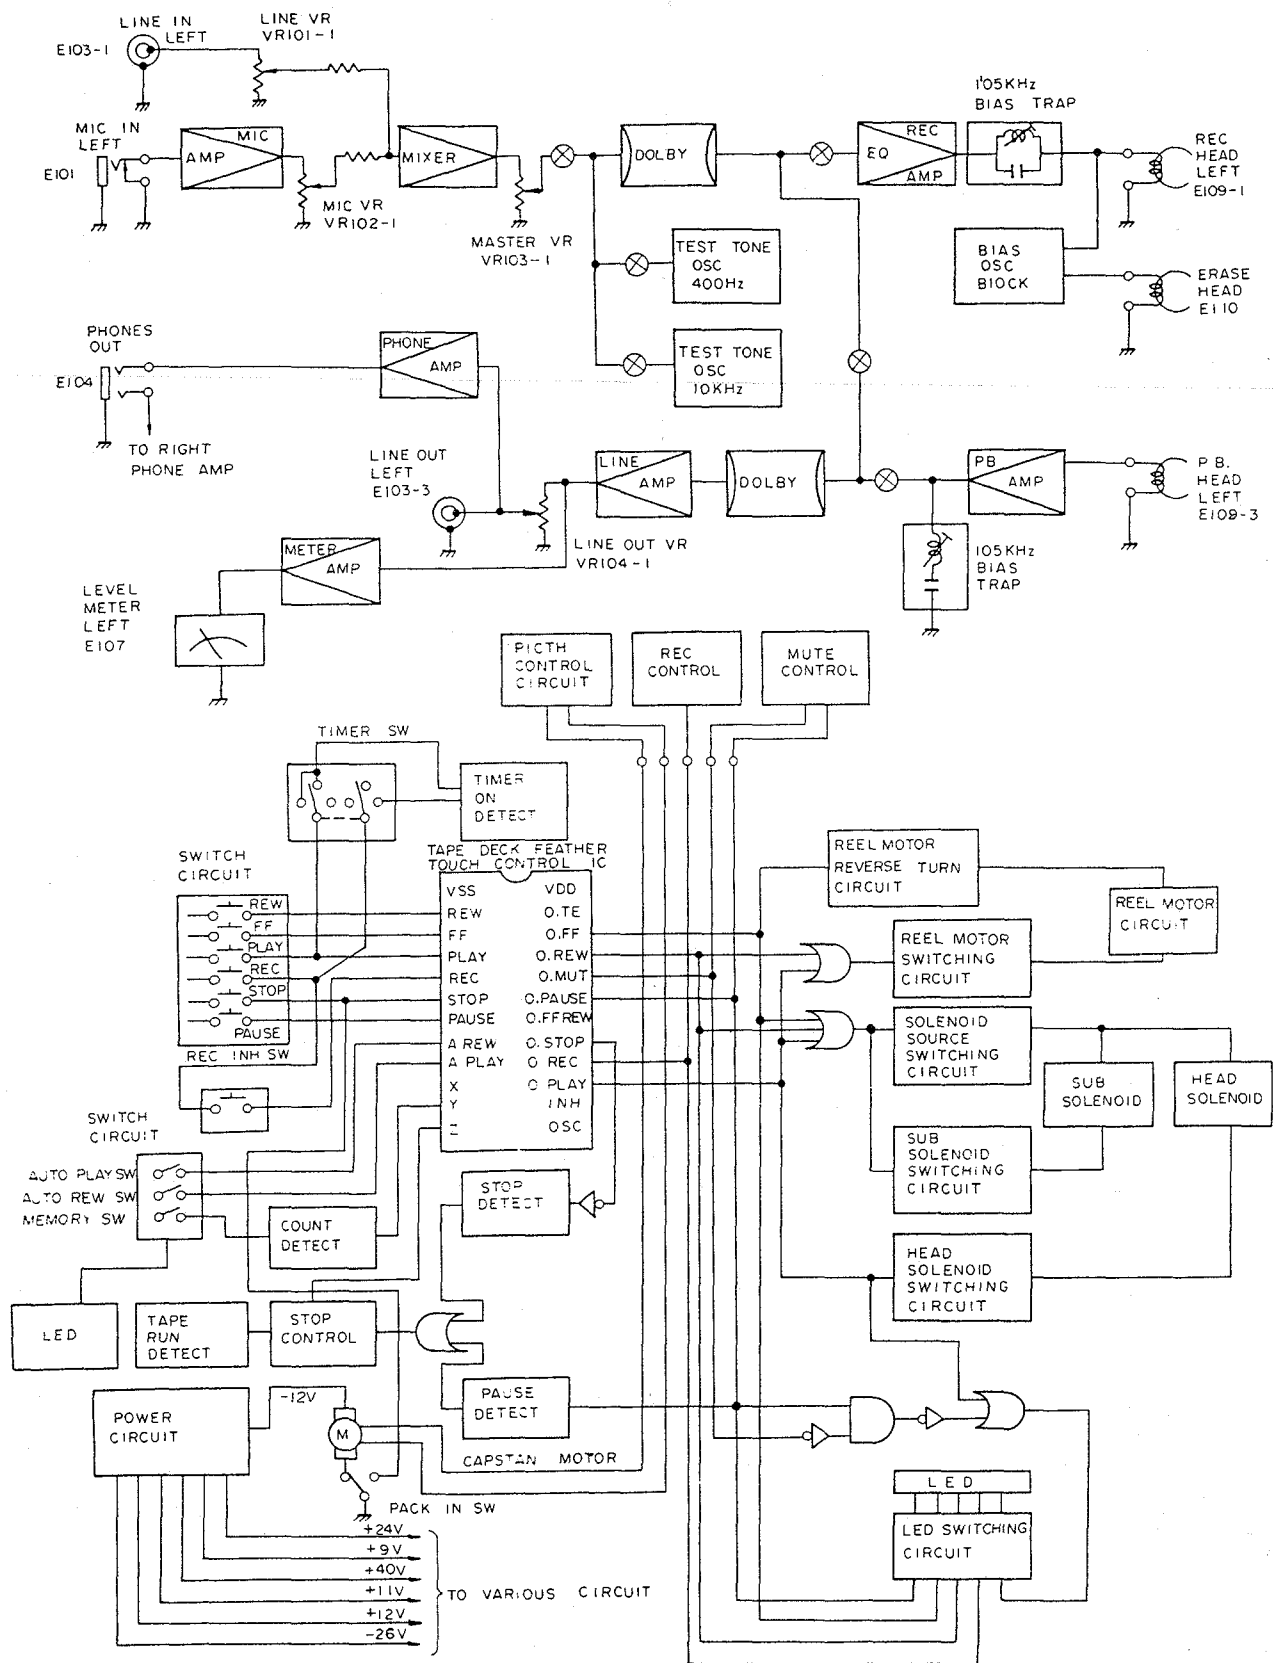 LINE IN
LEFT
E103-1
LINE VR
VR101-1
MIC IN
LEFT
E101
MIC
AMP
MIC VR
VR102-1
MIXER
MASTER VR
VR103-1
DOLBY
TEST TONE
OSC
400Hz
TEST TONE
OSC
10KHz
REC
EQ
AMP
1'05KHz
BIAS TRAP
REC
HEAD
LEFT
E109-1
BIAS
OSC
BLOCK
ERASE
HEAD
E110
PHONES
OUT
E104
TO RIGHT
PHONE AMP
PHONE
AMP
LINE OUT
LEFT
E103-3
LINE
AMP
DOLBY
PB
AMP
P.B.
HEAD
LEFT
E109-3
LINE OUT VR
VR104-1
105KHz
BIAS
TRAP
METER
AMP
LEVEL
METER
LEFT
E107
PICTH
CONTROL
CIRCUIT
REC
CONTROL
MUTE
CONTROL
TIMER SW
TIMER
ON
DETECT
SWITCH
CIRCUIT
REW
FF
PLAY
REC
STOP
PAUSE
REC INH SW
TAPE DECK FEATHER
TOUCH CONTROL IC
VSS VDD
REW O.TE
FF O.FF
PLAY O.REW
REC O.MUT
STOP O.PAUSE
PAUSE O.FFREW
A REW O.STOP
A PLAY O REC
X O PLAY
Y INH
Z OSC
REEL MOTOR
REVERSE TURN
CIRCUIT
REEL MOTOR
CIRCUIT
REEL MOTOR
SWITCHING
CIRCUIT
SOLENOID
SOURCE
SWITCHING
CIRCUIT
SUB
SOLENOID
HEAD
SOLENOID
SUB
SOLENOID
SWITCHING
CIRCUIT
HEAD
SOLENOID
SWITCHING
CIRCUIT
SWITCH
CIRCUIT
AUTO PLAY SW
AUTO REW SW
MEMORY SW
COUNT
DETECT
STOP
DETECT
LED
TAPE
RUN
DETECT
STOP
CONTROL
PAUSE
DETECT
POWER
CIRCUIT
-12V
M
CAPSTAN MOTOR
PACK IN SW
+24V
+9V
+40V
+11V
+12V
-26V
TO VARIOUS CIRCUIT
LED
LED SWITCHING
CIRCUIT